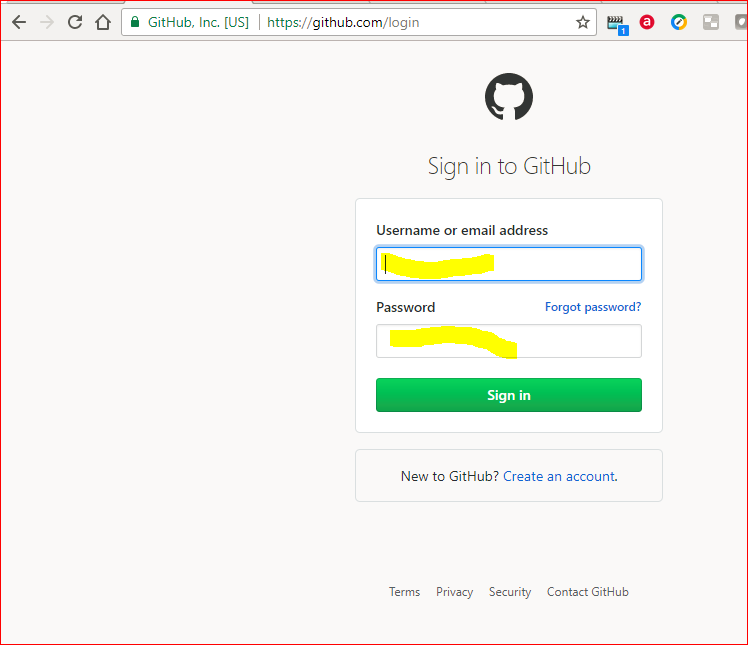 GitHub, Inc. [US] | https://github.com/login
1
a
Sign in to GitHub
Username or email address
Password Forgot password?
Sign in
New to GitHub? Create an account.
Terms Privacy Security Contact GitHub